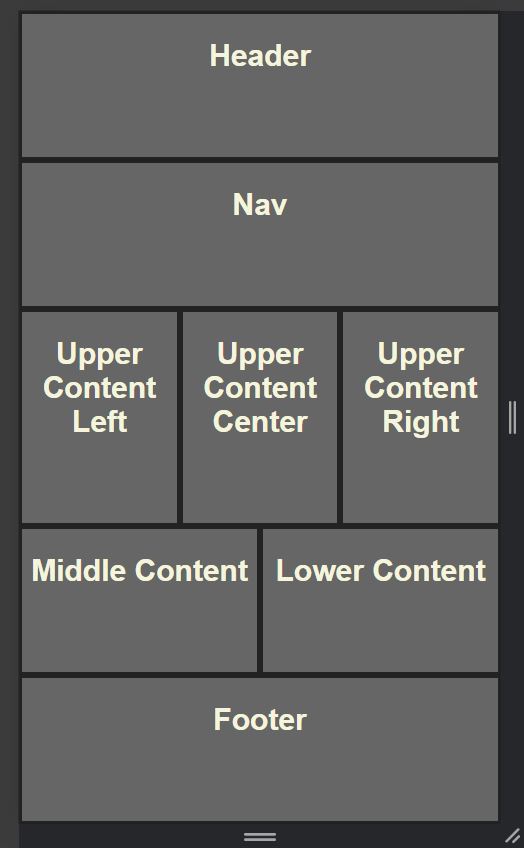 Header
Nav
Upper
Content
Left
Upper
Content
Center
Upper
Content
Right
Middle Content
Lower Content
Footer